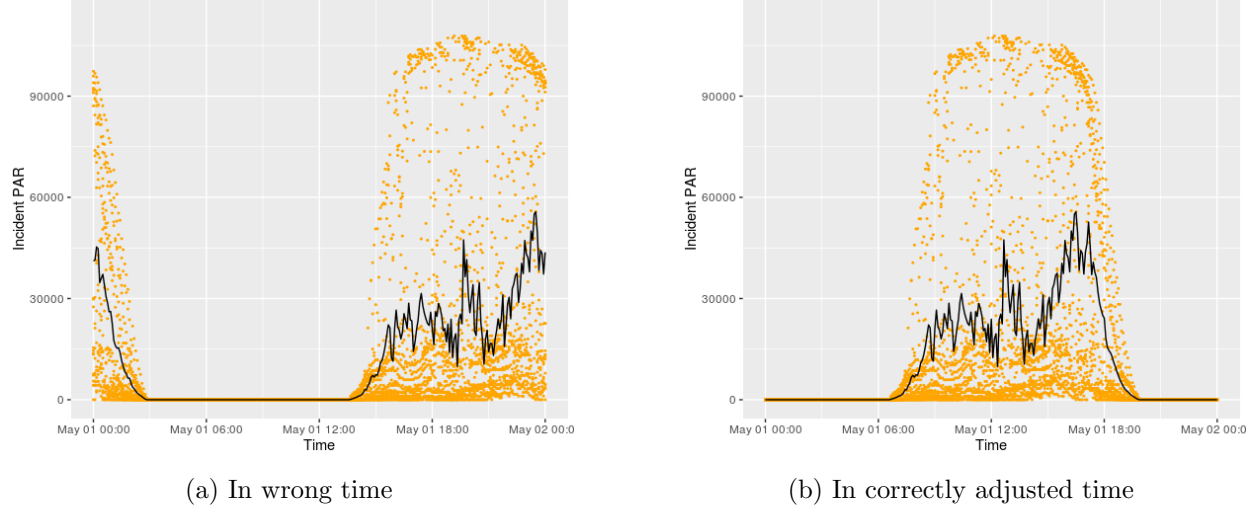 90000
60000
30000
0
Incident PAR
May 01 00:00 May 01 06:00 May 01 12:00 May 01 18:00 May 02 00:0
Time
(a) In wrong time
90000
60000
30000
0
Incident PAR
May 01 00:00 May 01 06:00 May 01 12:00 May 01 18:00 May 02 00:0
Time
(b) In correctly adjusted time